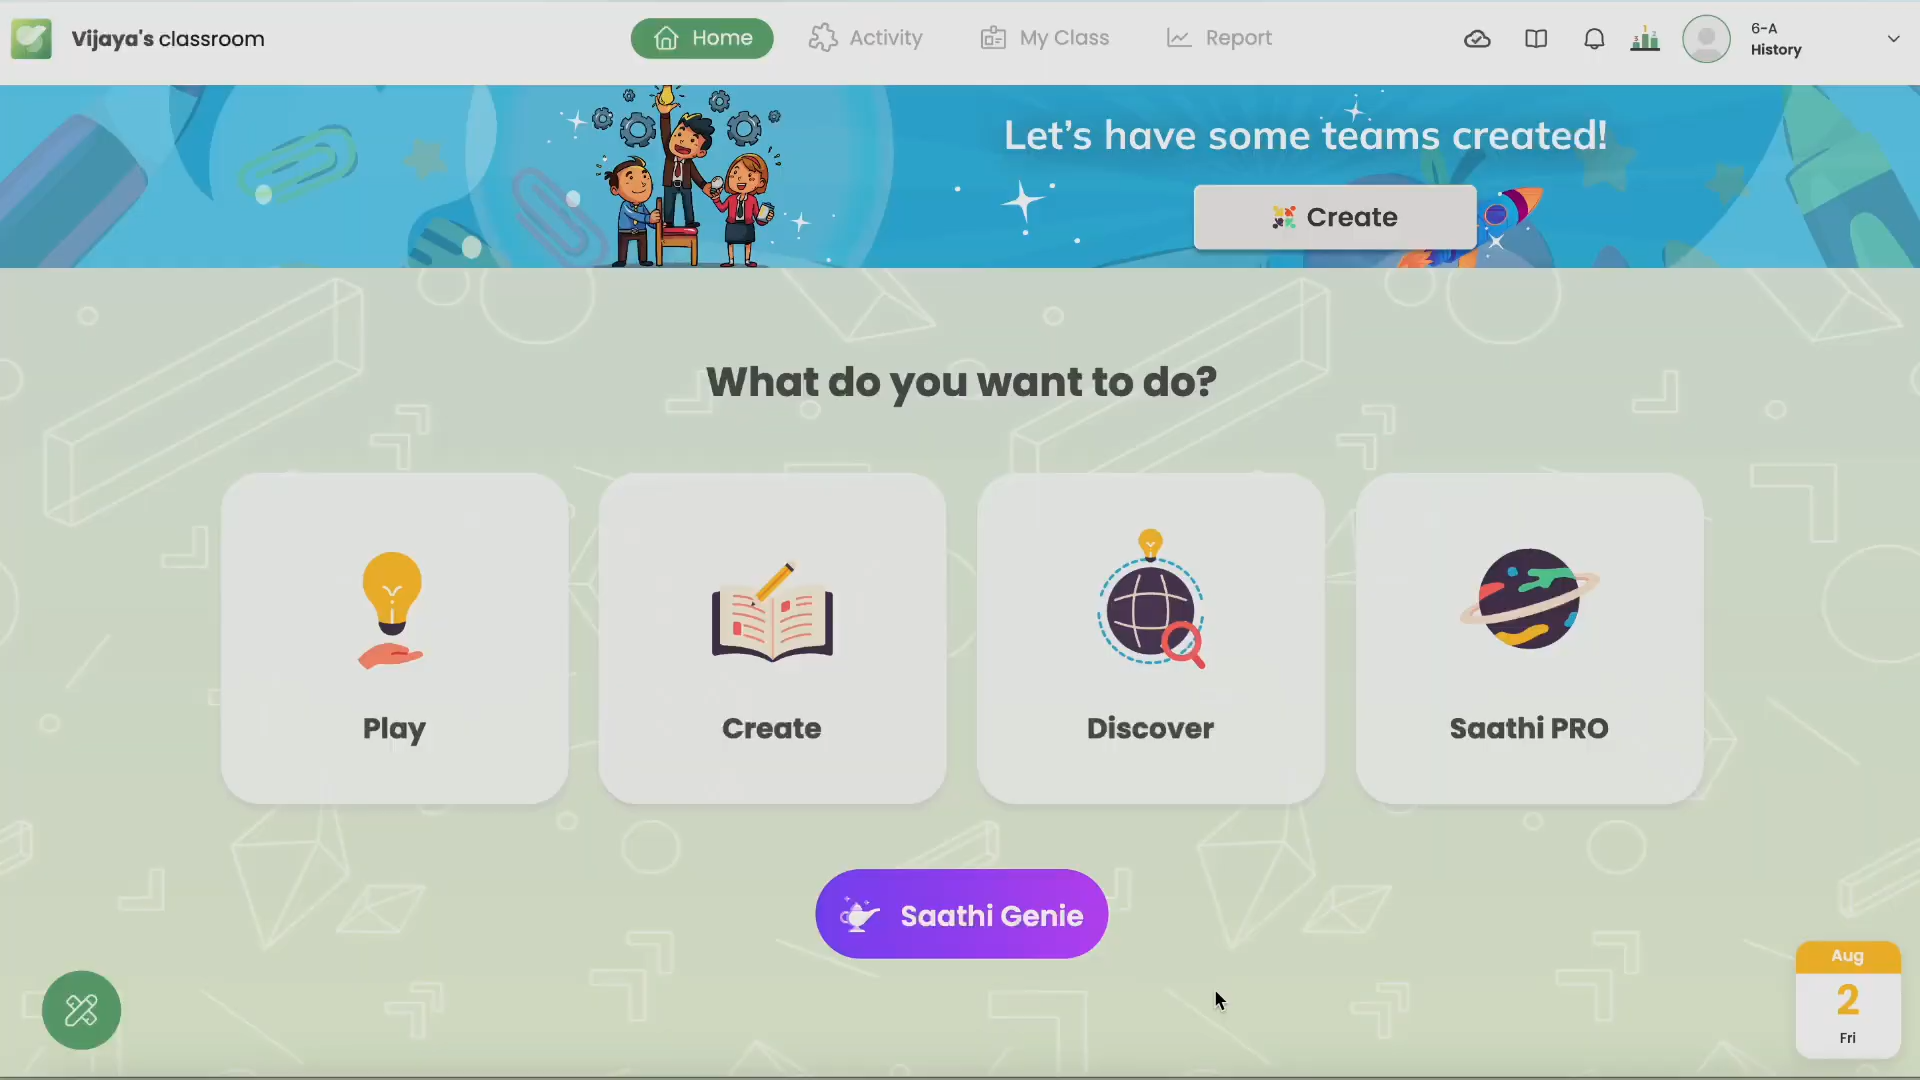 Vijaya's classroom
Home
Activity
My Class
Report
6-A
History
Let's have some teams created!
Create
What do you want to do?
Play
Create
Discover
Saathi PRO
Saathi Genie
Aug
2
Fri